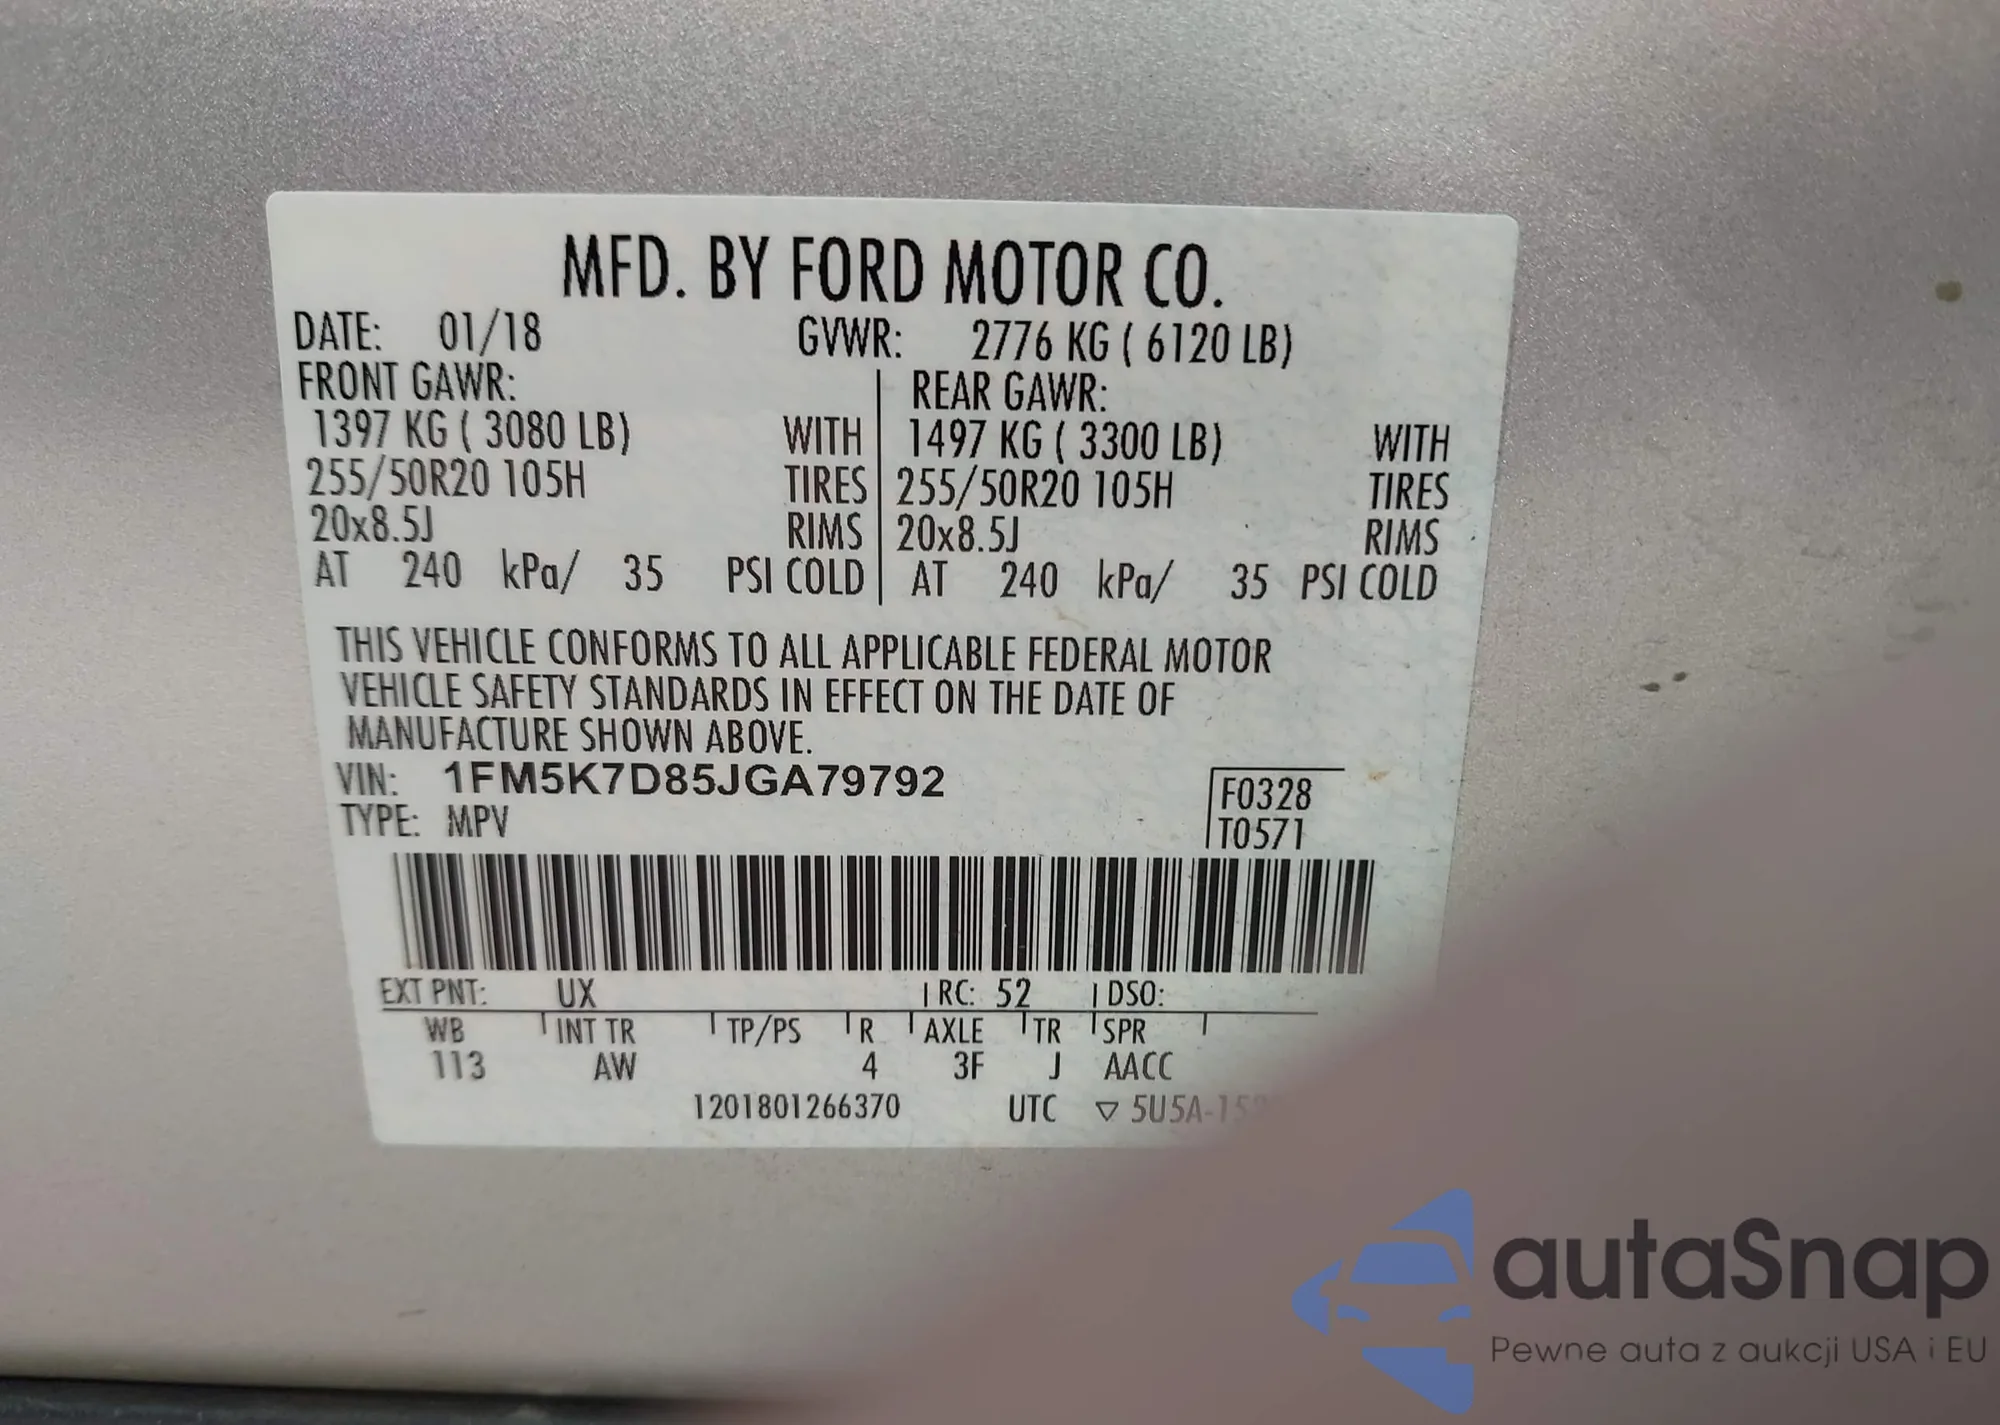 MFD. BY FORD MOTOR CO.
DATE: 01/18 GVWR: 2776 KG ( 6120 LB)
FRONT GAWR: REAR GAWR:
1397 KG ( 3080 LB) WITH 1497 KG ( 3300 LB) WITH
255/50R20 105H TIRES 255/50R20 105H TIRES
20x8.5J RIMS 20x8.5J RIMS
AT 240 kPa/ 35 PSI COLD AT 240 kPa/ 35 PSI COLD
THIS VEHICLE CONFORMS TO ALL APPLICABLE FEDERAL MOTOR
VEHICLE SAFETY STANDARDS IN EFFECT ON THE DATE OF
MANUFACTURE SHOWN ABOVE.
VIN: 1FM5K7D85JGA79792 F0328
TYPE: MPV T0571
EXT PNT: UX RC: 52 DSO:
WB INT TR TP/PS R AXLE TR SPR
113 AW 4 3F J AACC
1201801266370 UTC ▽ 5U5A-
autaSnap
Pewne auta z aukcji USA i EU